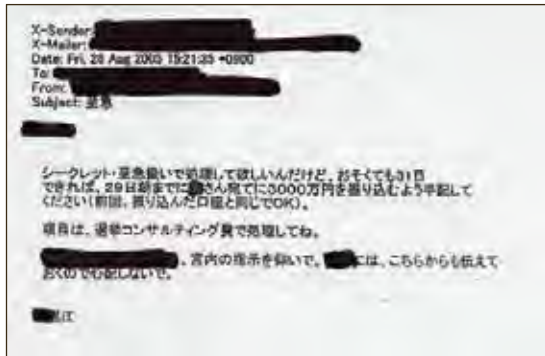 X-Sender:
X-Mailer:
Date: Fri, 26 Aug 2005 15:21:35 +0900
To:
From:
Subject: 至急
シークレット・至急扱いで処理して欲しいんだけど、おそくても31日
できれば、29日朝までに さん宛てに3000万円を振り込むよう手配して
ください(前回、振り込んだ口座と同じでOK)。
項目は、選挙コンサルティング費で処理してね。
、宮内の指示を仰いで。 には、こちらからも伝えて
おくので心配しないで。